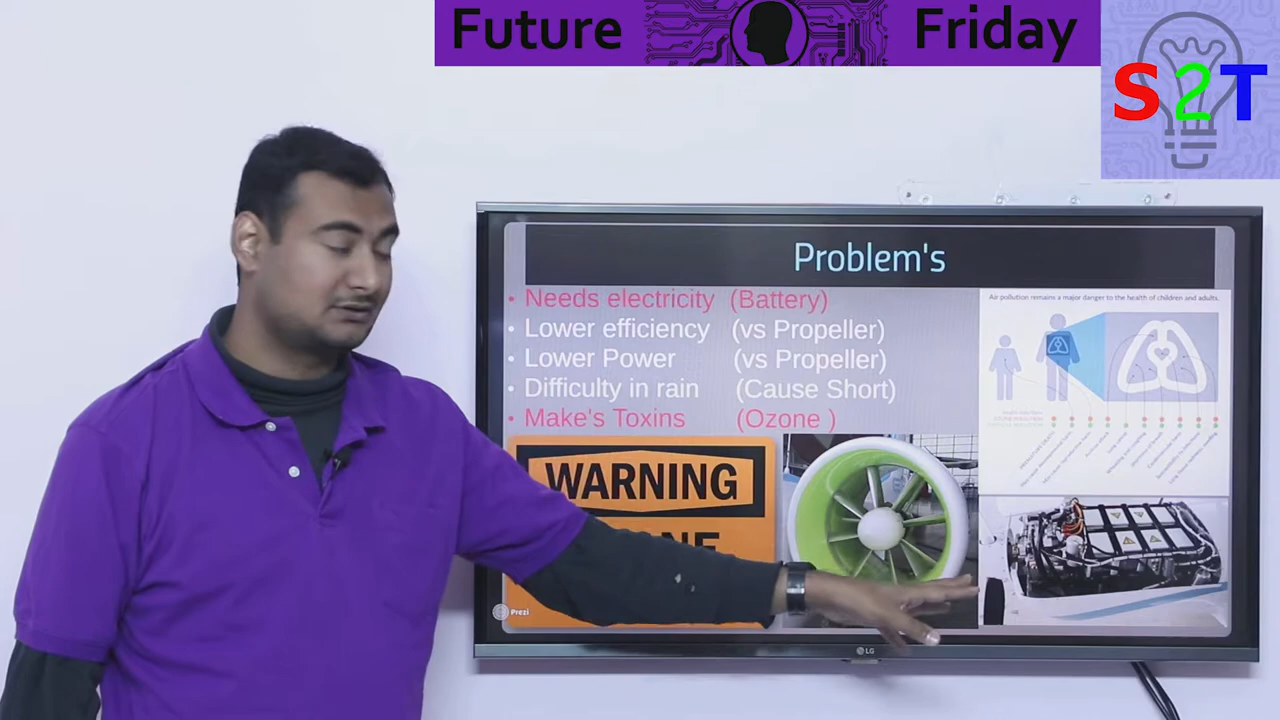 Future Friday
S2T
Problem's
• Needs electricity (Battery)
• Lower efficiency (vs Propeller)
• Lower Power (vs Propeller)
• Difficulty in rain (Cause Short)
• Make's Toxins (Ozone )
Air pollution remains a major danger to the health of children and adults.
WARNING
Prezi
LG